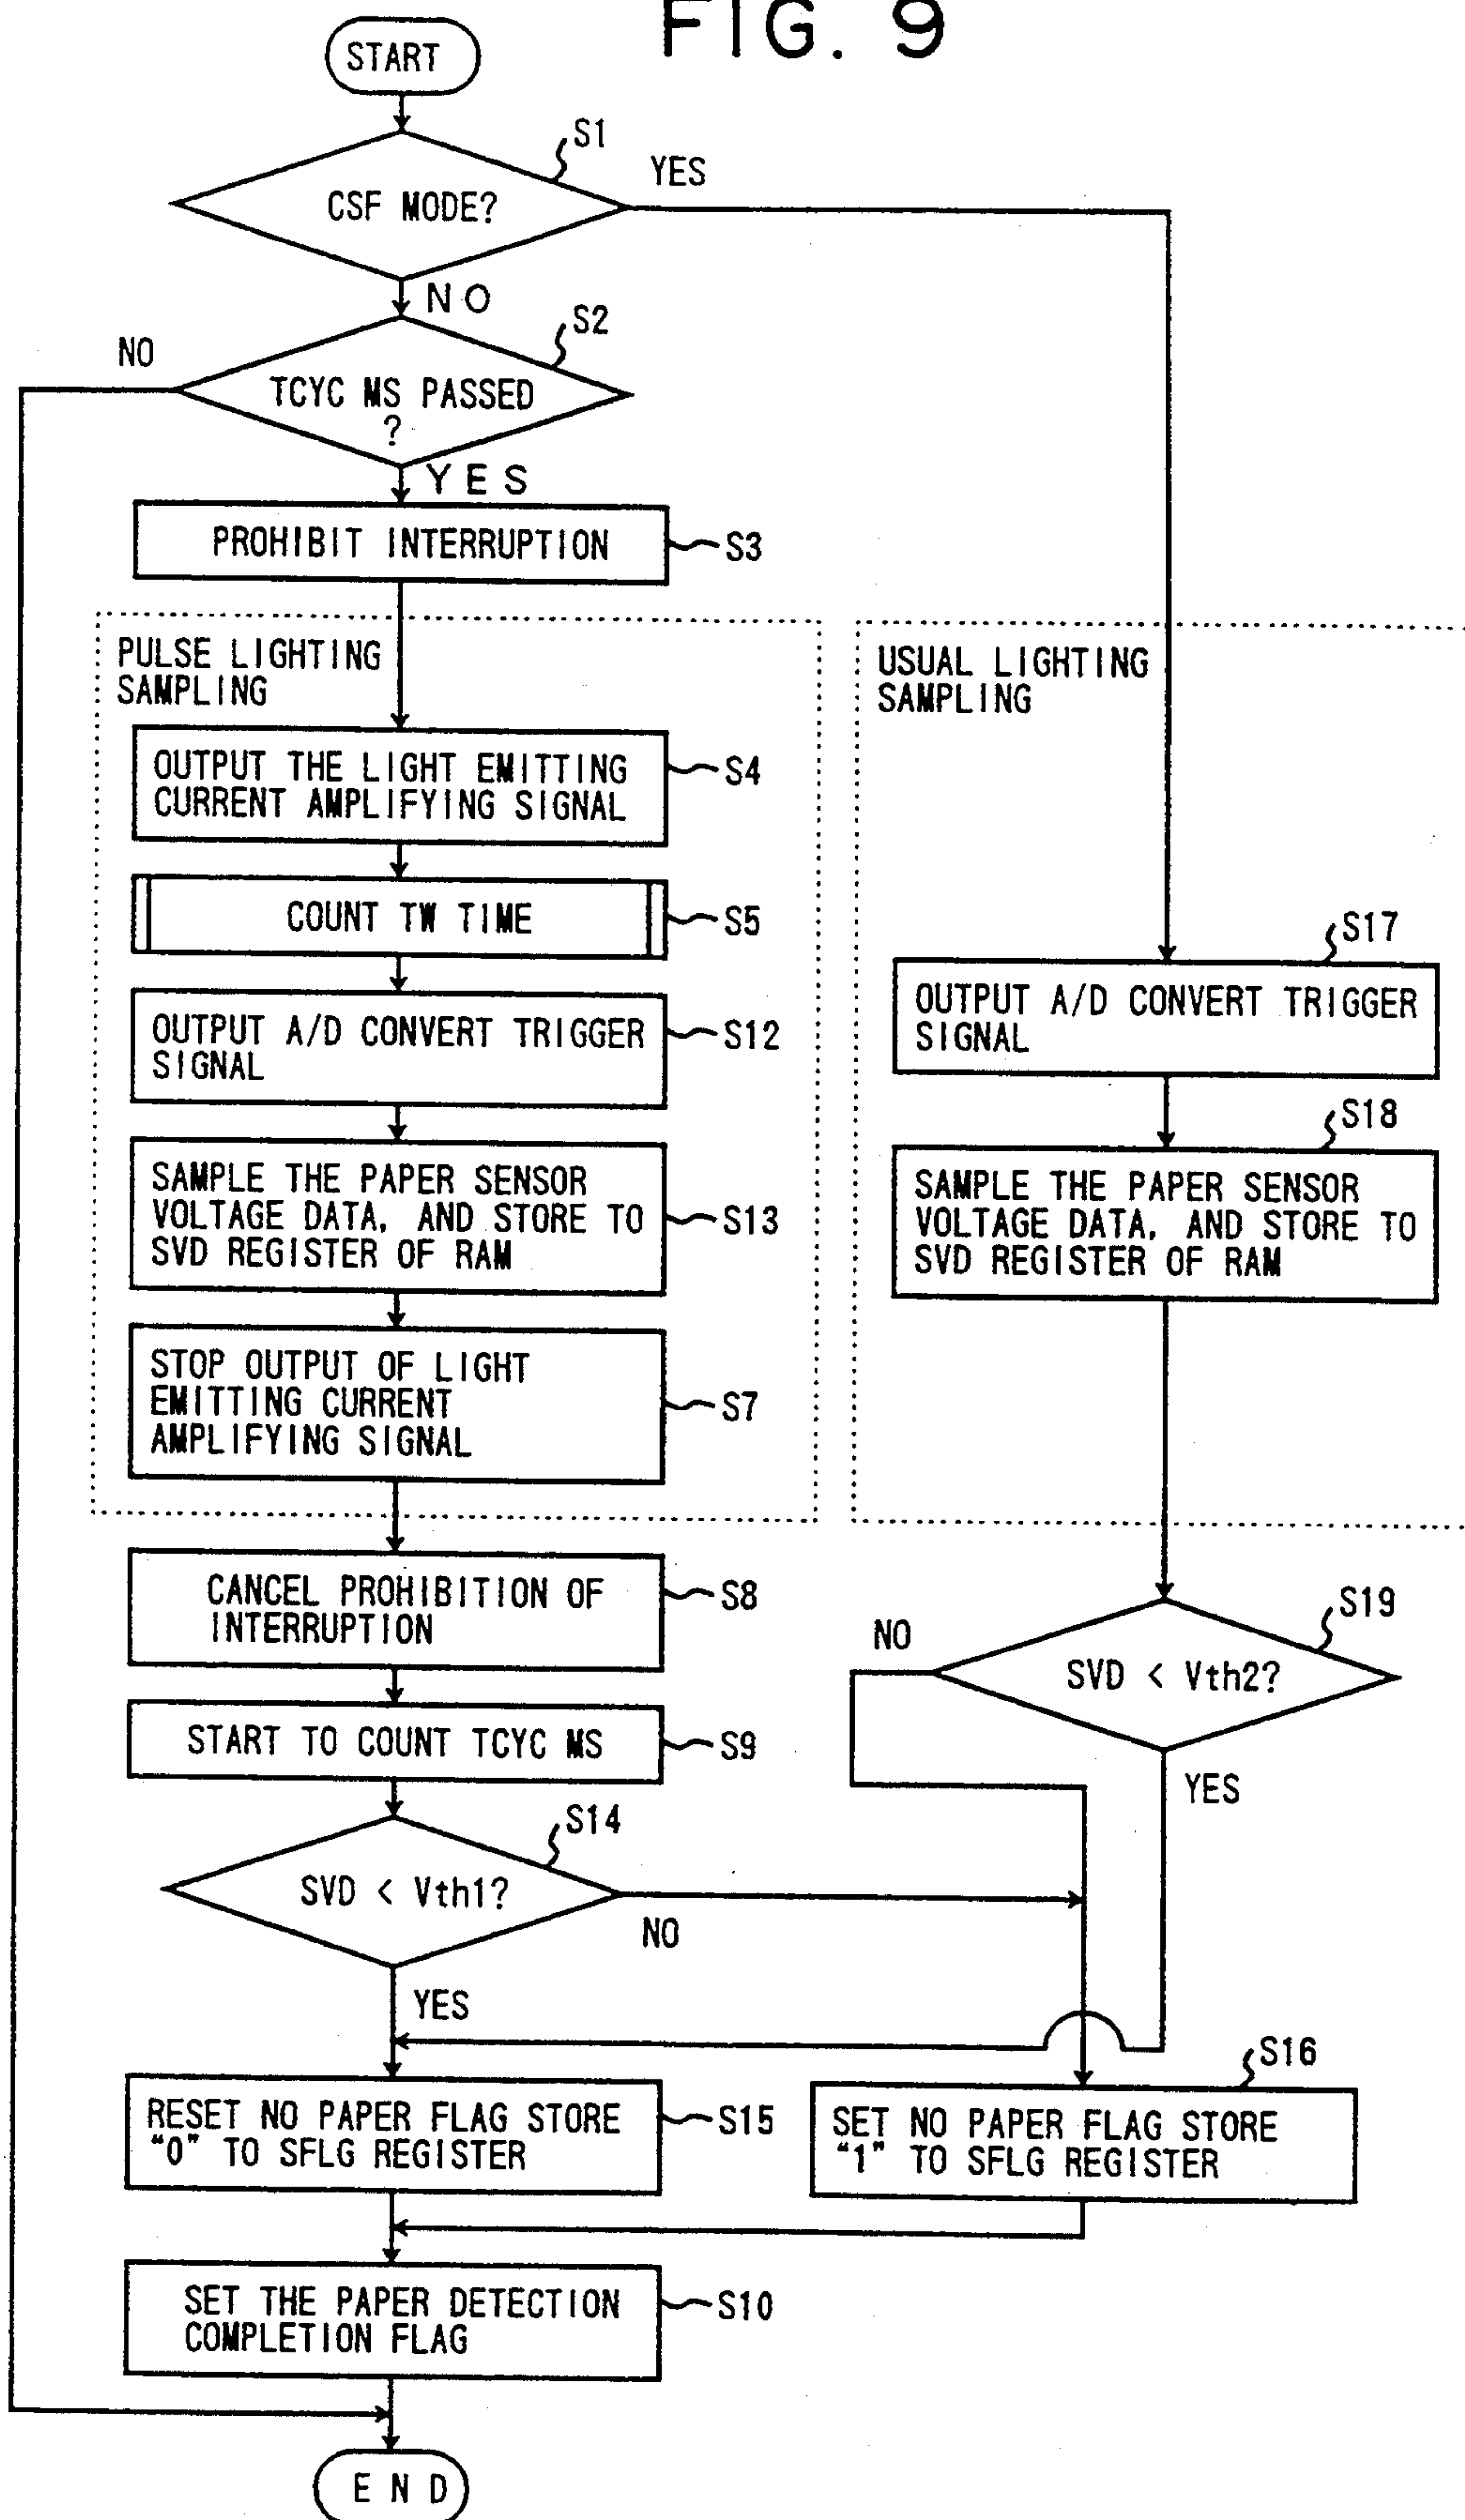 FIG. 9
START
S1
CSF MODE?
YES
NO
S2
NO
TCYC MS PASSED
?
YES
PROHIBIT INTERRUPTION
S3
PULSE LIGHTING
SAMPLING
OUTPUT THE LIGHT EMITTING
CURRENT AMPLIFYING SIGNAL
S4
COUNT TW TIME
S5
OUTPUT A/D CONVERT TRIGGER
SIGNAL
S12
SAMPLE THE PAPER SENSOR
VOLTAGE DATA, AND STORE TO
SVD REGISTER OF RAM
S13
STOP OUTPUT OF LIGHT
EMITTING CURRENT
AMPLIFYING SIGNAL
S7
USUAL LIGHTING
SAMPLING
S17
OUTPUT A/D CONVERT TRIGGER
SIGNAL
S18
SAMPLE THE PAPER SENSOR
VOLTAGE DATA, AND STORE TO
SVD REGISTER OF RAM
CANCEL PROHIBITION OF
INTERRUPTION
S8
START TO COUNT TCYC MS
S9
S19
NO
SVD < Vth2?
YES
S14
SVD < Vth1?
NO
YES
RESET NO PAPER FLAG STORE
“0” TO SFLG REGISTER
S15
S16
SET NO PAPER FLAG STORE
“1” TO SFLG REGISTER
SET THE PAPER DETECTION
COMPLETION FLAG
S10
END